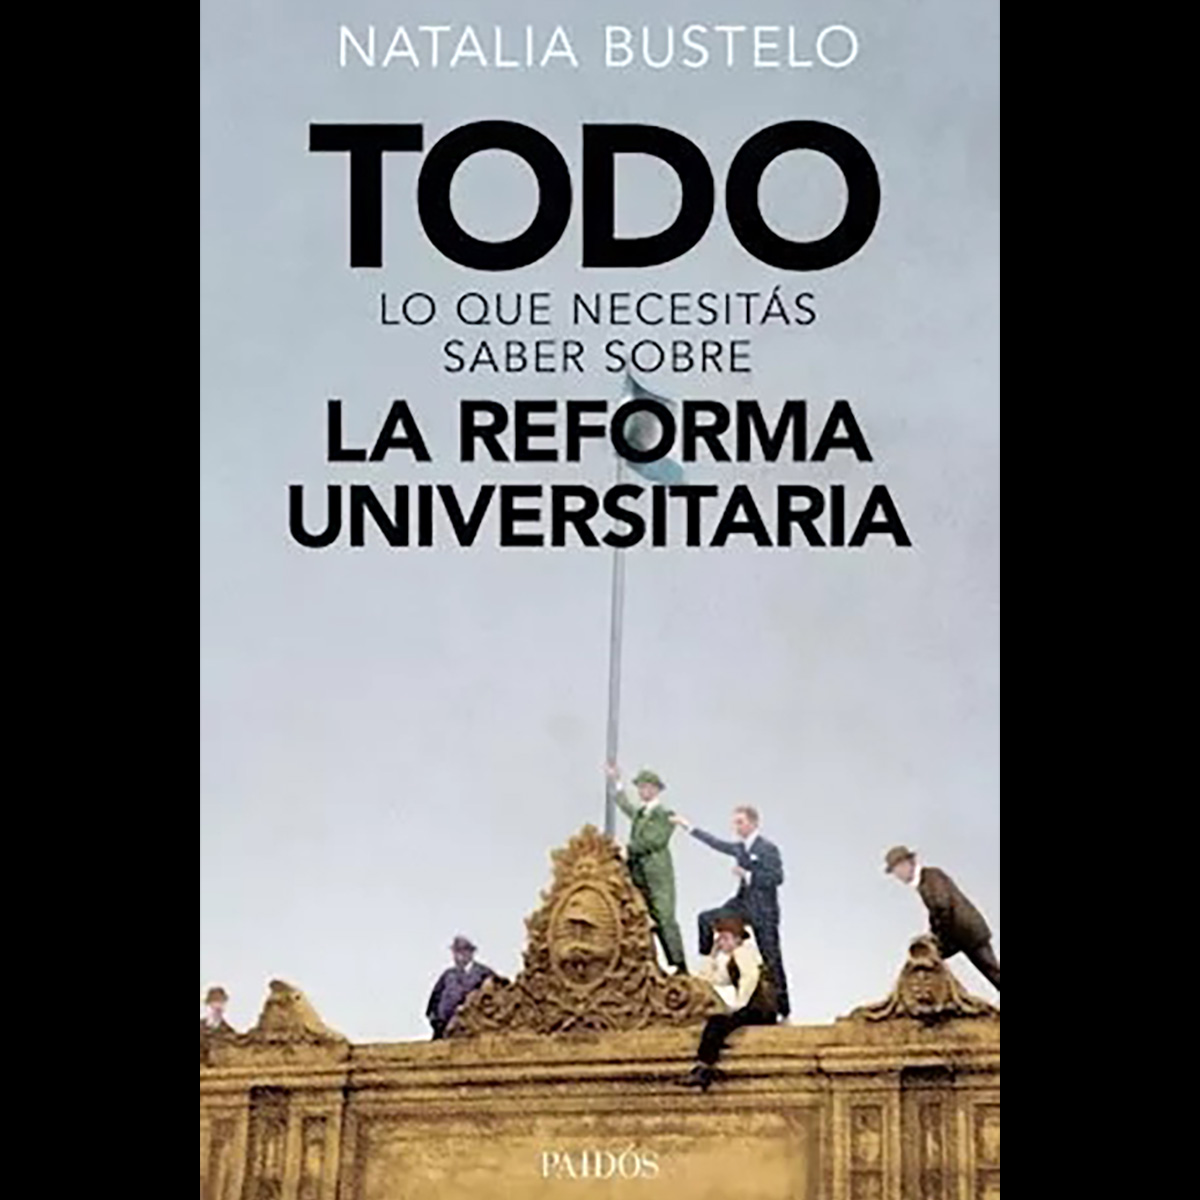 NATALIA BUSTELO
TODO
LO QUE NECESITÁS
SABER SOBRE
LA REFORMA
UNIVERSITARIA
PAIDÓS